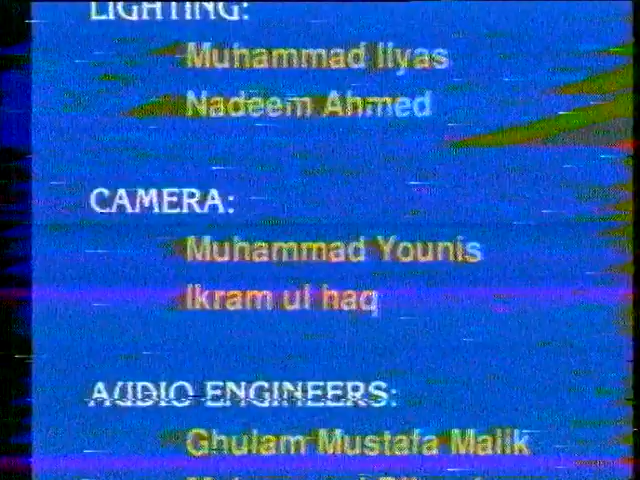 LIGHTING:
Muhammad Ilyas
Nadeem Ahmed
CAMERA:
Muhammad Younis
Ikram ul haq
AUDIO ENGINEERS:
Ghulam Mustafa Malik